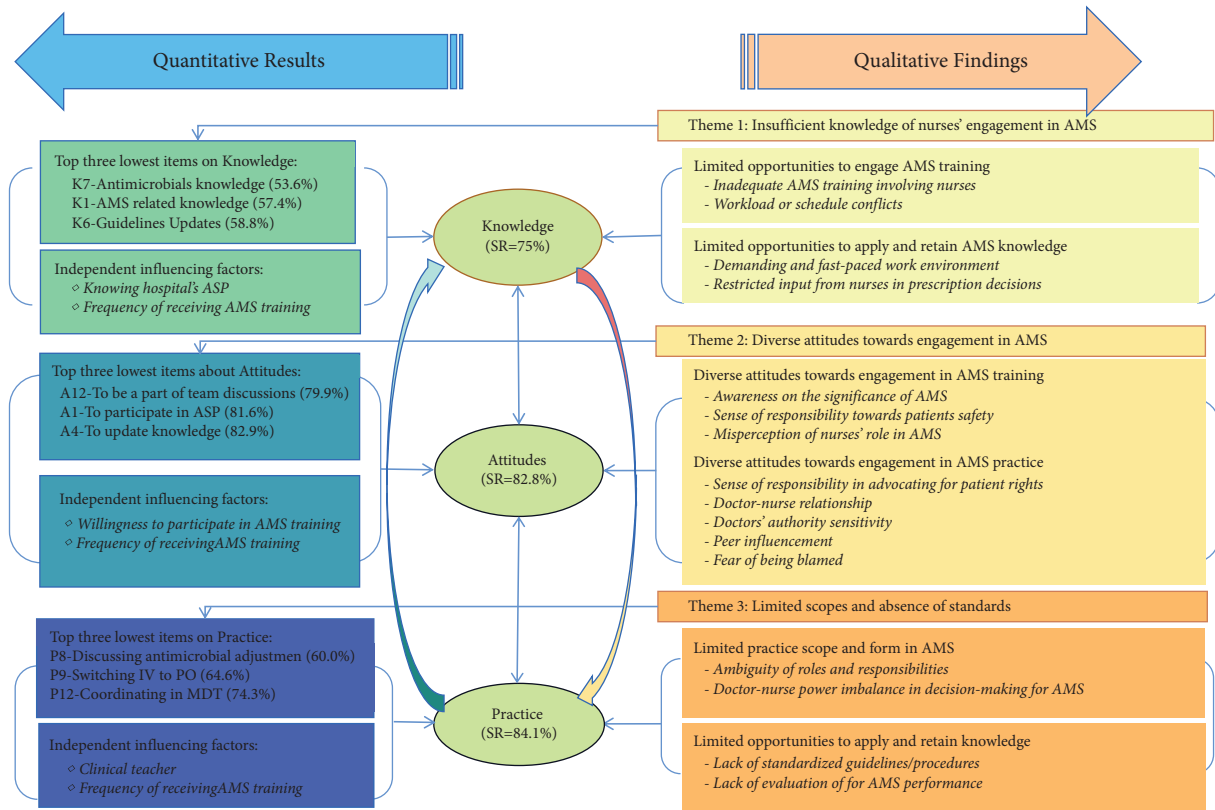 Quantitative Results
Qualitative Findings
Theme 1: Insufficient knowledge of nurses' engagement in AMS
Top three lowest items on Knowledge:
K7-Antimicrobials knowledge (53.6%)
K1-AMS related knowledge (57.4%)
K6-Guidelines Updates (58.8%)
Independent influencing factors:
◇ Knowing hospital's ASP
◇ Frequency of receiving AMS training
Knowledge
(SR=75%)
Limited opportunities to engage AMS training
- Inadequate AMS training involving nurses
- Workload or schedule conflicts
Limited opportunities to apply and retain AMS knowledge
- Demanding and fast-paced work environment
- Restricted input from nurses in prescription decisions
Theme 2: Diverse attitudes towards engagement in AMS
Top three lowest items about Attitudes:
A12-To be a part of team discussions (79.9%)
A1-To participate in ASP (81.6%)
A4-To update knowledge (82.9%)
Independent influencing factors:
◇ Willingness to participate in AMS training
◇ Frequency of receivingAMS training
Attitudes
(SR=82.8%)
Diverse attitudes towards engagement in AMS training
- Awareness on the significance of AMS
- Sense of responsibility towards patients safety
- Misperception of nurses' role in AMS
Diverse attitudes towards engagement in AMS practice
- Sense of responsibility in advocating for patient rights
- Doctor-nurse relationship
- Doctors' authority sensitivity
- Peer influencement
- Fear of being blamed
Theme 3: Limited scopes and absence of standards
Top three lowest items on Practice:
P8-Discussing antimicrobial adjustmen (60.0%)
P9-Switching IV to PO (64.6%)
P12-Coordinating in MDT (74.3%)
Independent influencing factors:
◇ Clinical teacher
◇ Frequency of receivingAMS training
Practice
(SR=84.1%)
Limited practice scope and form in AMS
- Ambiguity of roles and responsibilities
- Doctor-nurse power imbalance in decision-making for AMS
Limited opportunities to apply and retain knowledge
- Lack of standardized guidelines/procedures
- Lack of evaluation of for AMS performance